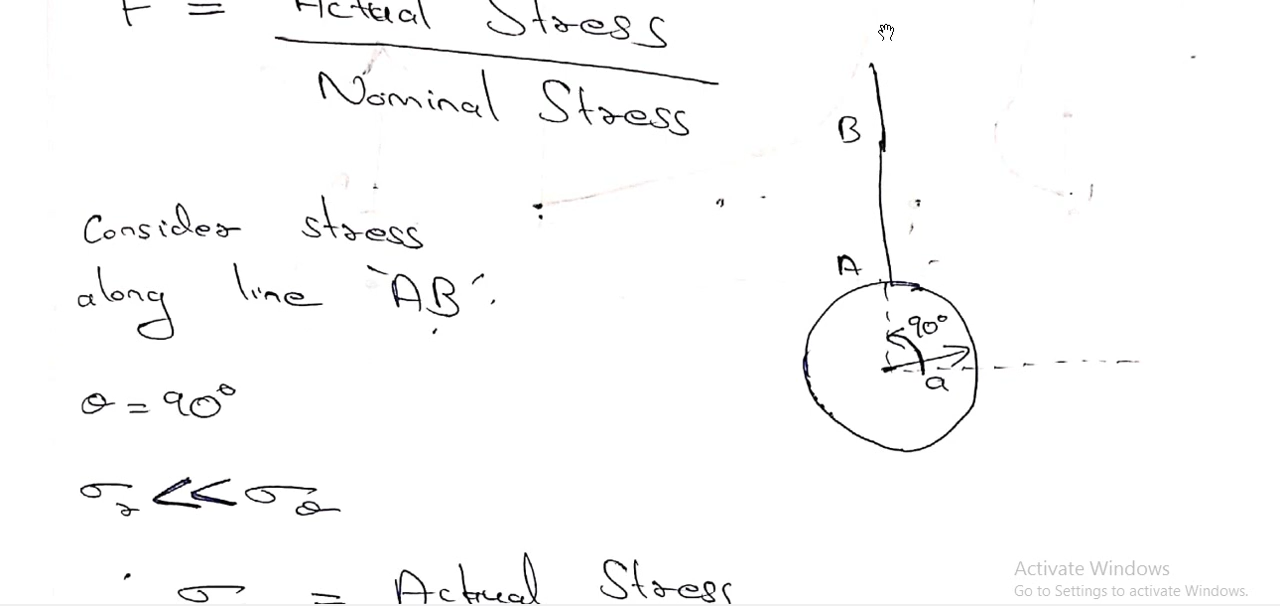 F = Actual Stress
Nominal Stress
Consider stress
along line "AB".
θ = 90°
σr << σθ
∴ σ = Actual Stress
B
A
90°
a
Activate Windows
Go to Settings to activate Windows.